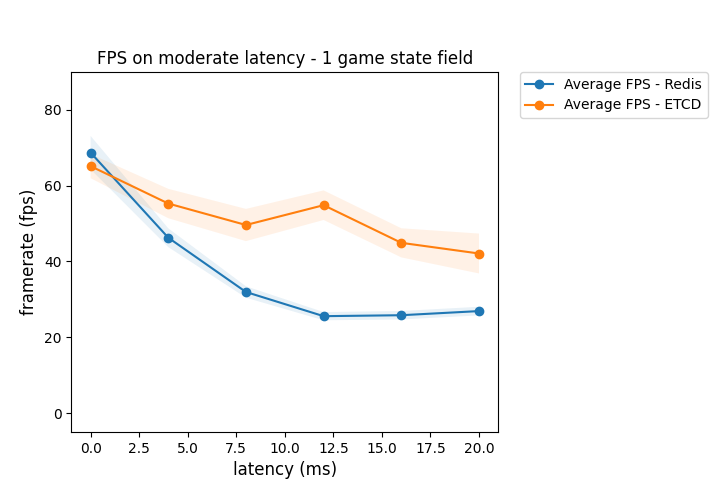 FPS on moderate latency - 1 game state field
Average FPS - Redis
Average FPS - ETCD
framerate (fps)
80
60
40
20
0
0.0 2.5 5.0 7.5 10.0 12.5 15.0 17.5 20.0
latency (ms)